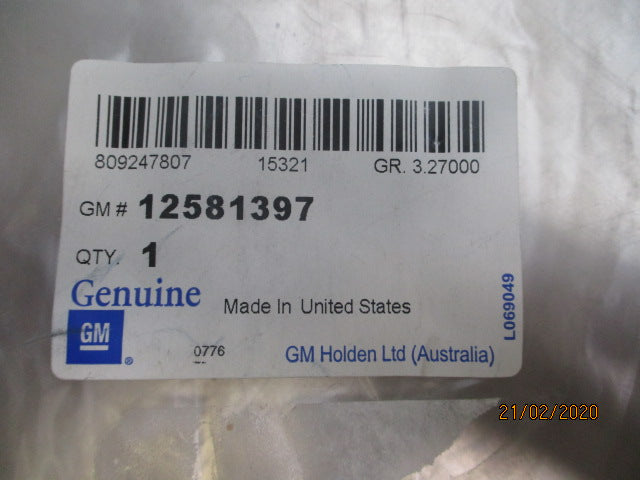 809247807 15321 GR. 3.27000
GM # 12581397
QTY. 1
Genuine
Made In United States
GM ®
0776
GM Holden Ltd (Australia)
L069049
21/02/2020